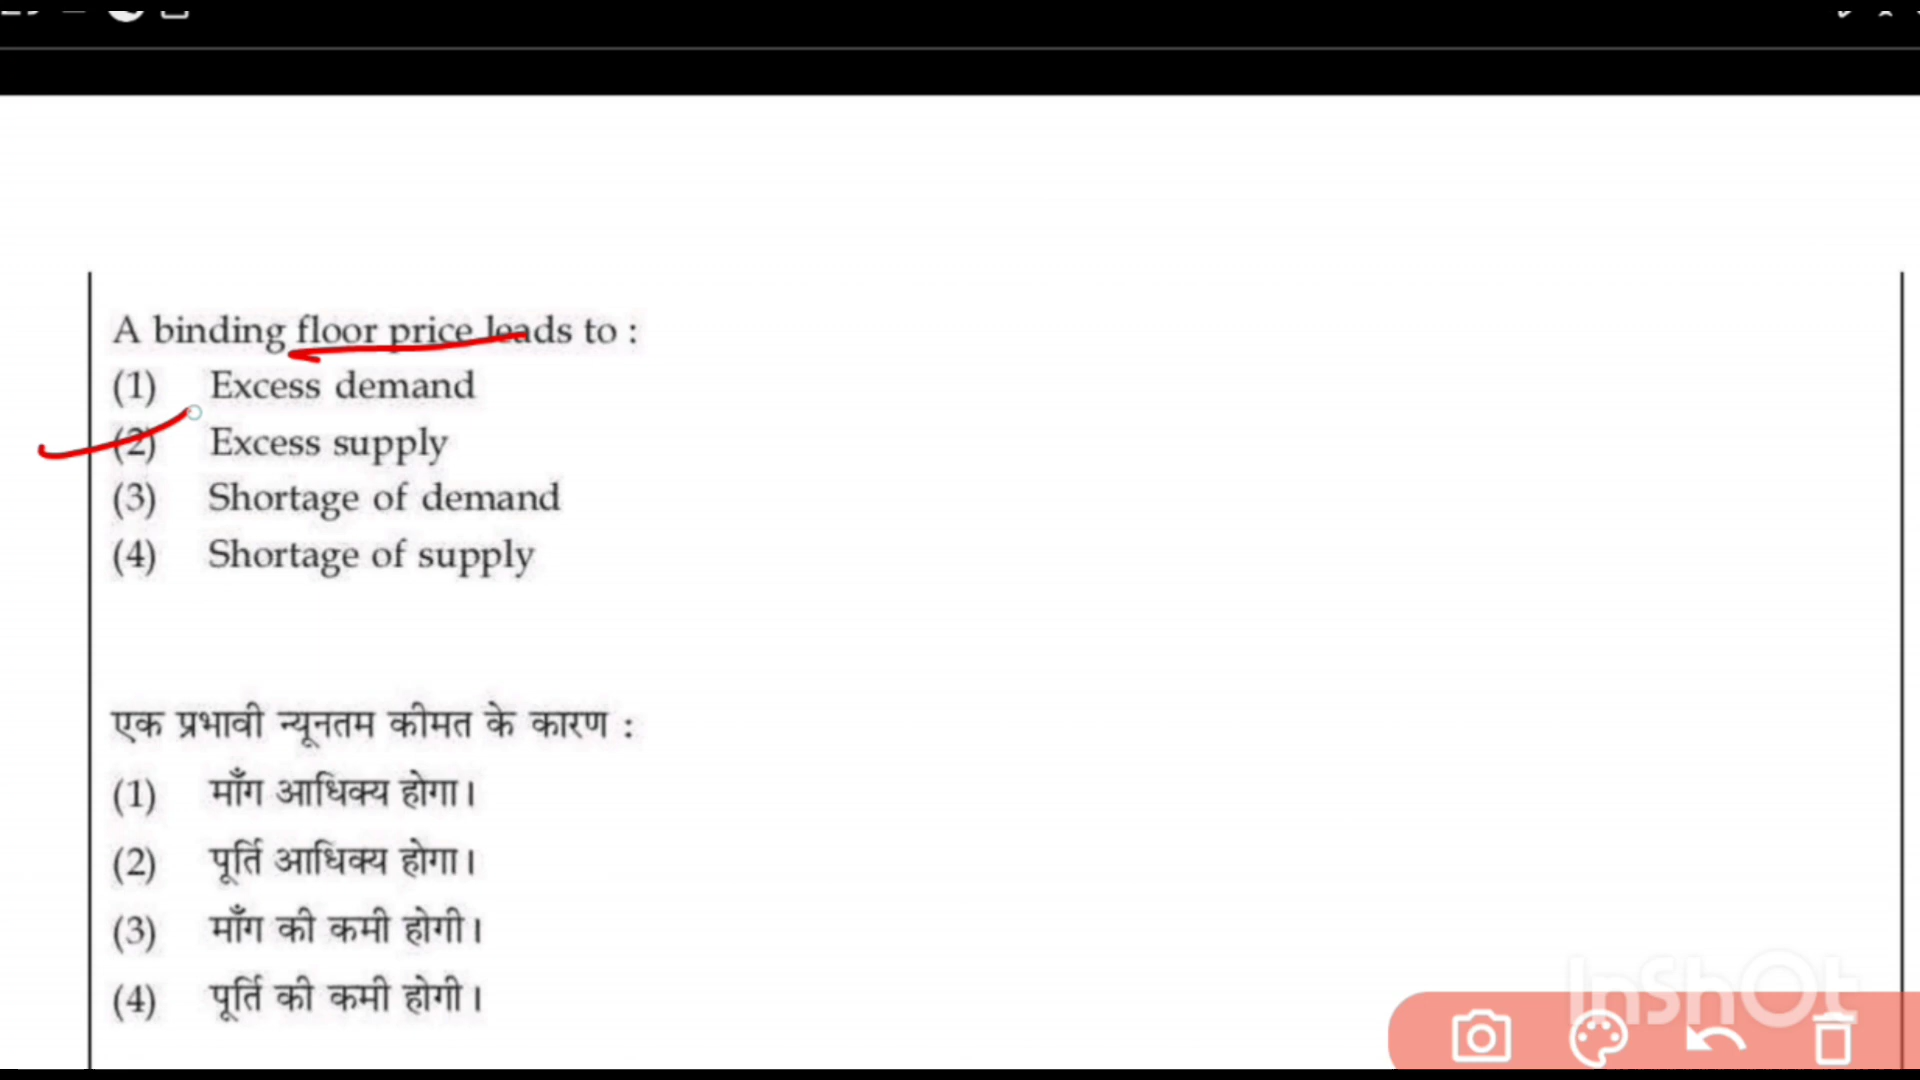 A binding floor price leads to :
(1) Excess demand
(2) Excess supply
(3) Shortage of demand
(4) Shortage of supply
एक प्रभावी न्यूनतम कीमत के कारण :
(1) माँग आधिक्य होगा।
(2) पूर्ति आधिक्य होगा।
(3) माँग की कमी होगी।
(4) पूर्ति की कमी होगी।
InShOt